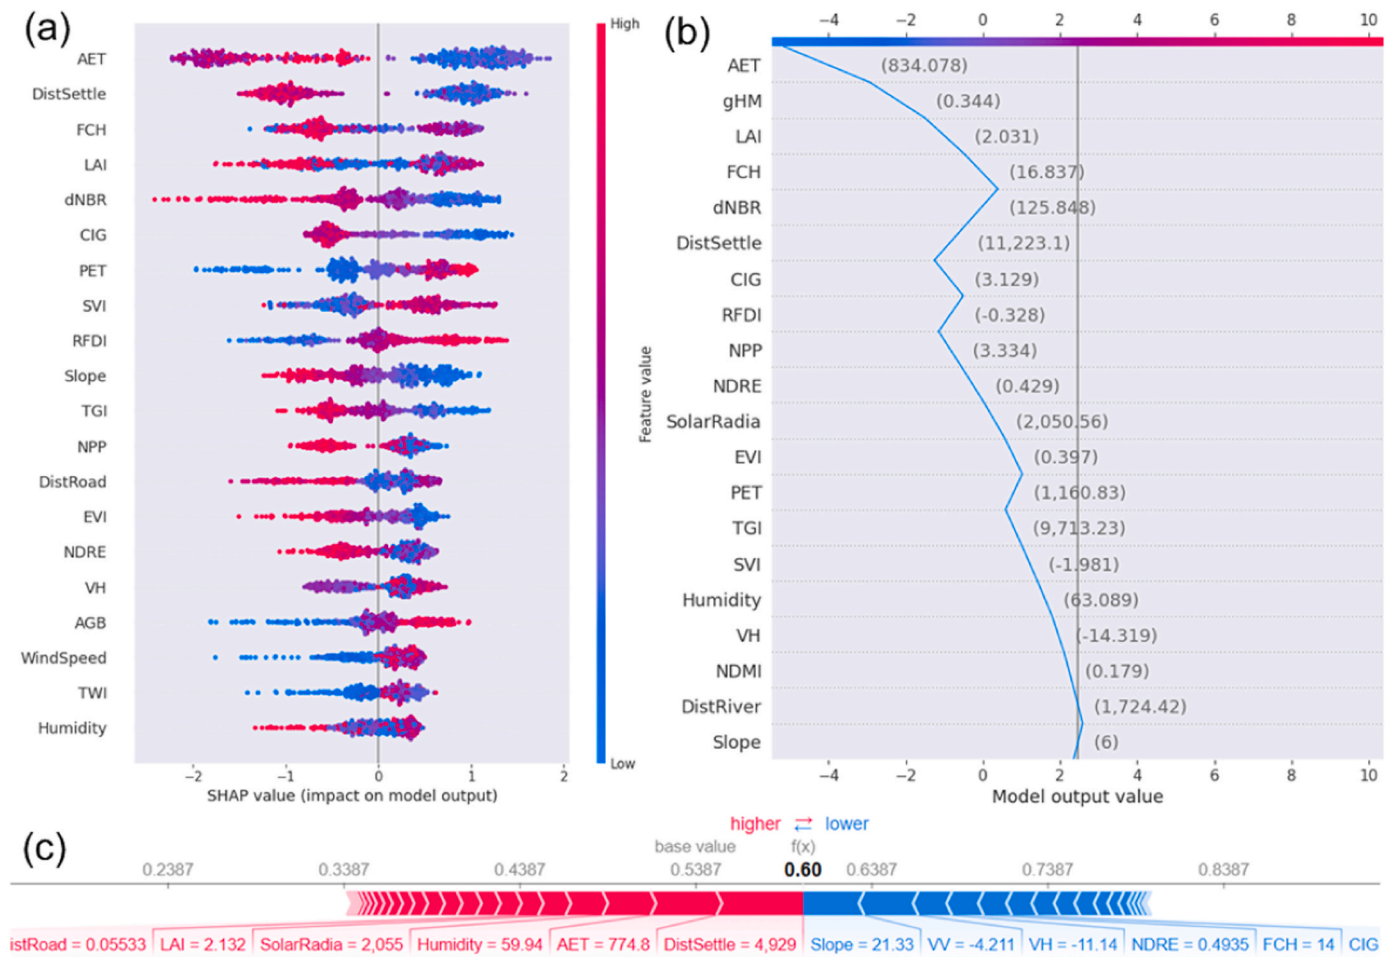 (a)
High
AET
DistSettle
FCH
LAI
dNBR
CIG
PET
SVI
RFDI
Slope
TGI
NPP
DistRoad
EVI
NDRE
VH
AGB
WindSpeed
TWI
Humidity
Low
Feature value
−2 −1 0 1 2
SHAP value (impact on model output)
(b)
−4 −2 0 2 4 6 8 10
AET (834.078)
gHM (0.344)
LAI (2.031)
FCH (16.837)
dNBR (125.848)
DistSettle (11,223.1)
CIG (3.129)
RFDI (-0.328)
NPP (3.334)
NDRE (0.429)
SolarRadia (2,050.56)
EVI (0.397)
PET (1,160.83)
TGI (9,713.23)
SVI (-1.981)
Humidity (63.089)
VH (-14.319)
NDMI (0.179)
DistRiver (1,724.42)
Slope (6)
−4 −2 0 2 4 6 8 10
Model output value
(c)
higher ⇄ lower
base value f(x)
0.2387 0.3387 0.4387 0.5387 0.60 0.6387 0.7387 0.8387
istRoad = 0.05533 LAI = 2.132 SolarRadia = 2,055 Humidity = 59.94 AET = 774.8 DistSettle = 4,929 Slope = 21.33 VV = -4.211 VH = -11.14 NDRE = 0.4935 FCH = 14 CIG